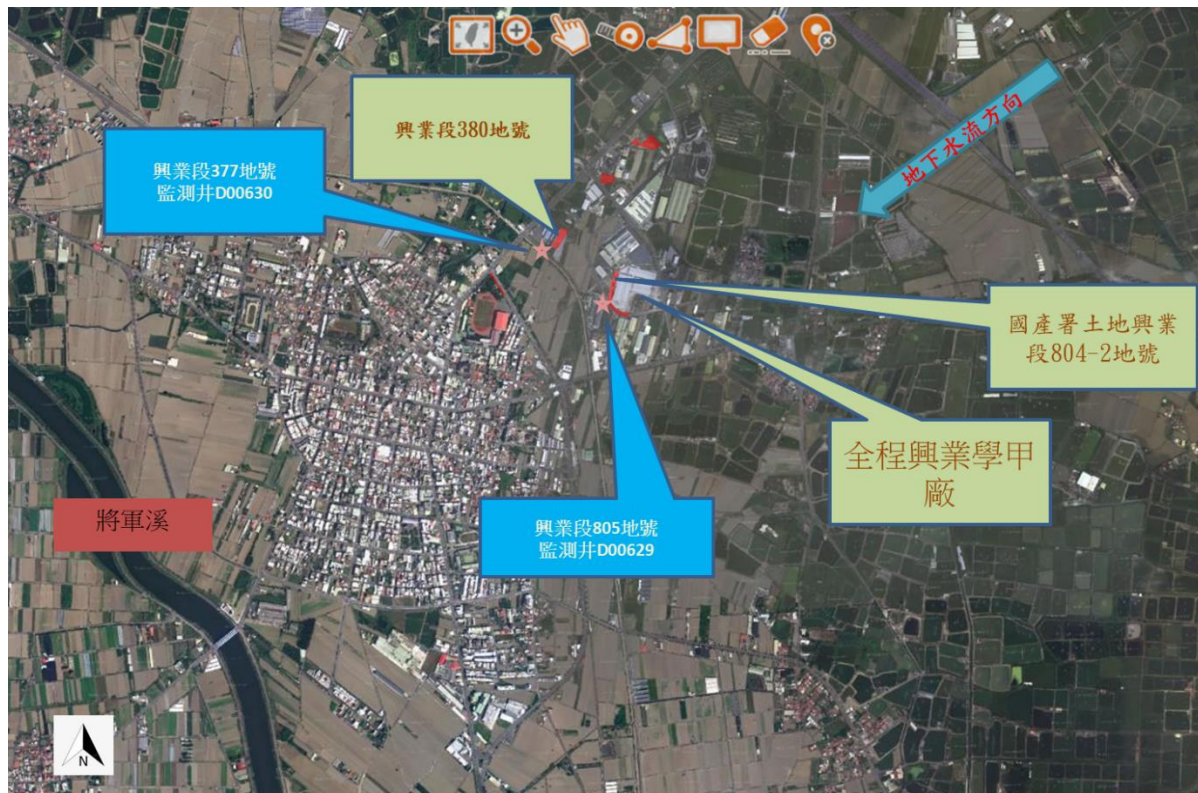 興業段380地號
興業段377地號
監測井D00630
地下水流方向
國產署土地興業
段804-2地號
全程興業學甲
廠
將軍溪
興業段805地號
監測井D00629
N